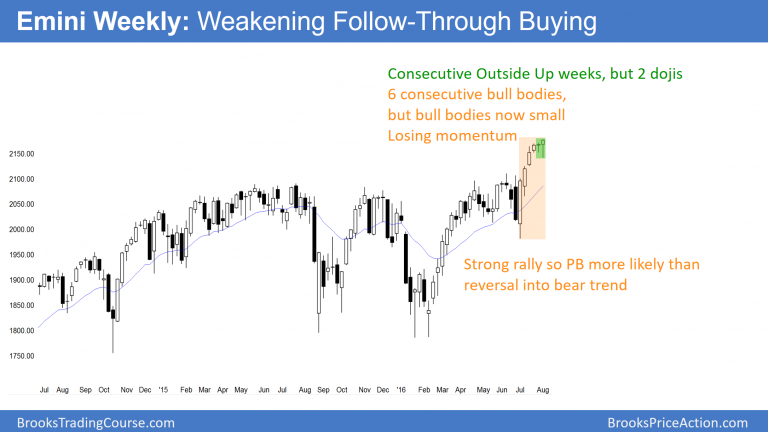 Emini Weekly: Weakening Follow-Through Buying
Consecutive Outside Up weeks, but 2 dojis
6 consecutive bull bodies,
but bull bodies now small
Losing momentum
Strong rally so PB more likely than
reversal into bear trend
2150.00
2100.00
2050.00
2000.00
1950.00
1900.00
1850.00
1800.00
1750.00
Jul Aug Sep Oct Nov Dec '15 Feb Mar Apr May Jun Jul Aug Sep Oct Nov Dec '16 Feb Mar Apr May Jun Jul Aug
BrooksTradingCourse.com
BrooksPriceAction.com